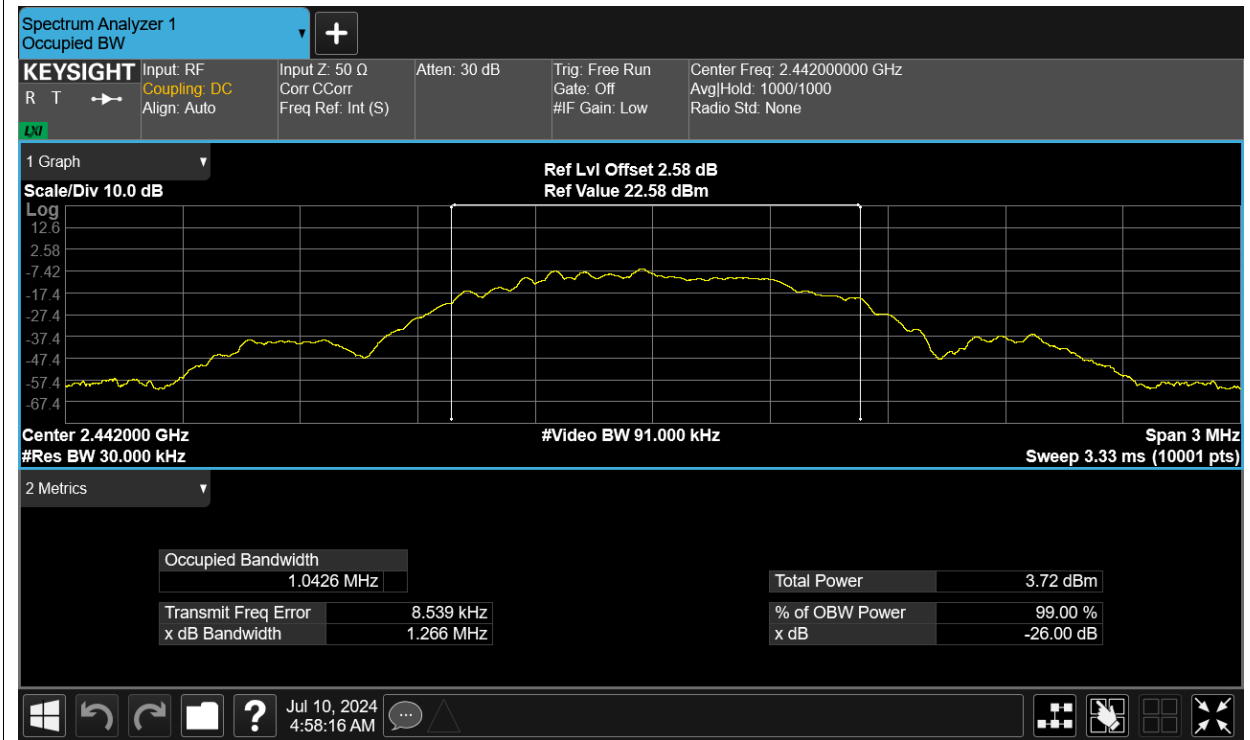 Spectrum Analyzer 1
Occupied BW
KEYSIGHT
R T
LXI
Input: RF
Coupling: DC
Align: Auto
Input Z: 50 Ω
Corr CCorr
Freq Ref: Int (S)
Atten: 30 dB
Trig: Free Run
Gate: Off
#IF Gain: Low
Center Freq: 2.442000000 GHz
Avg|Hold: 1000/1000
Radio Std: None
1 Graph
Scale/Div 10.0 dB
Ref Lvl Offset 2.58 dB
Ref Value 22.58 dBm
Log
12.6
2.58
-7.42
-17.4
-27.4
-37.4
-47.4
-57.4
-67.4
Center 2.442000 GHz
#Video BW 91.000 kHz
Span 3 MHz
#Res BW 30.000 kHz
Sweep 3.33 ms (10001 pts)
2 Metrics
Occupied Bandwidth
1.0426 MHz
Total Power 3.72 dBm
Transmit Freq Error 8.539 kHz
% of OBW Power 99.00 %
x dB Bandwidth 1.266 MHz
x dB -26.00 dB
?
Jul 10, 2024
4:58:16 AM